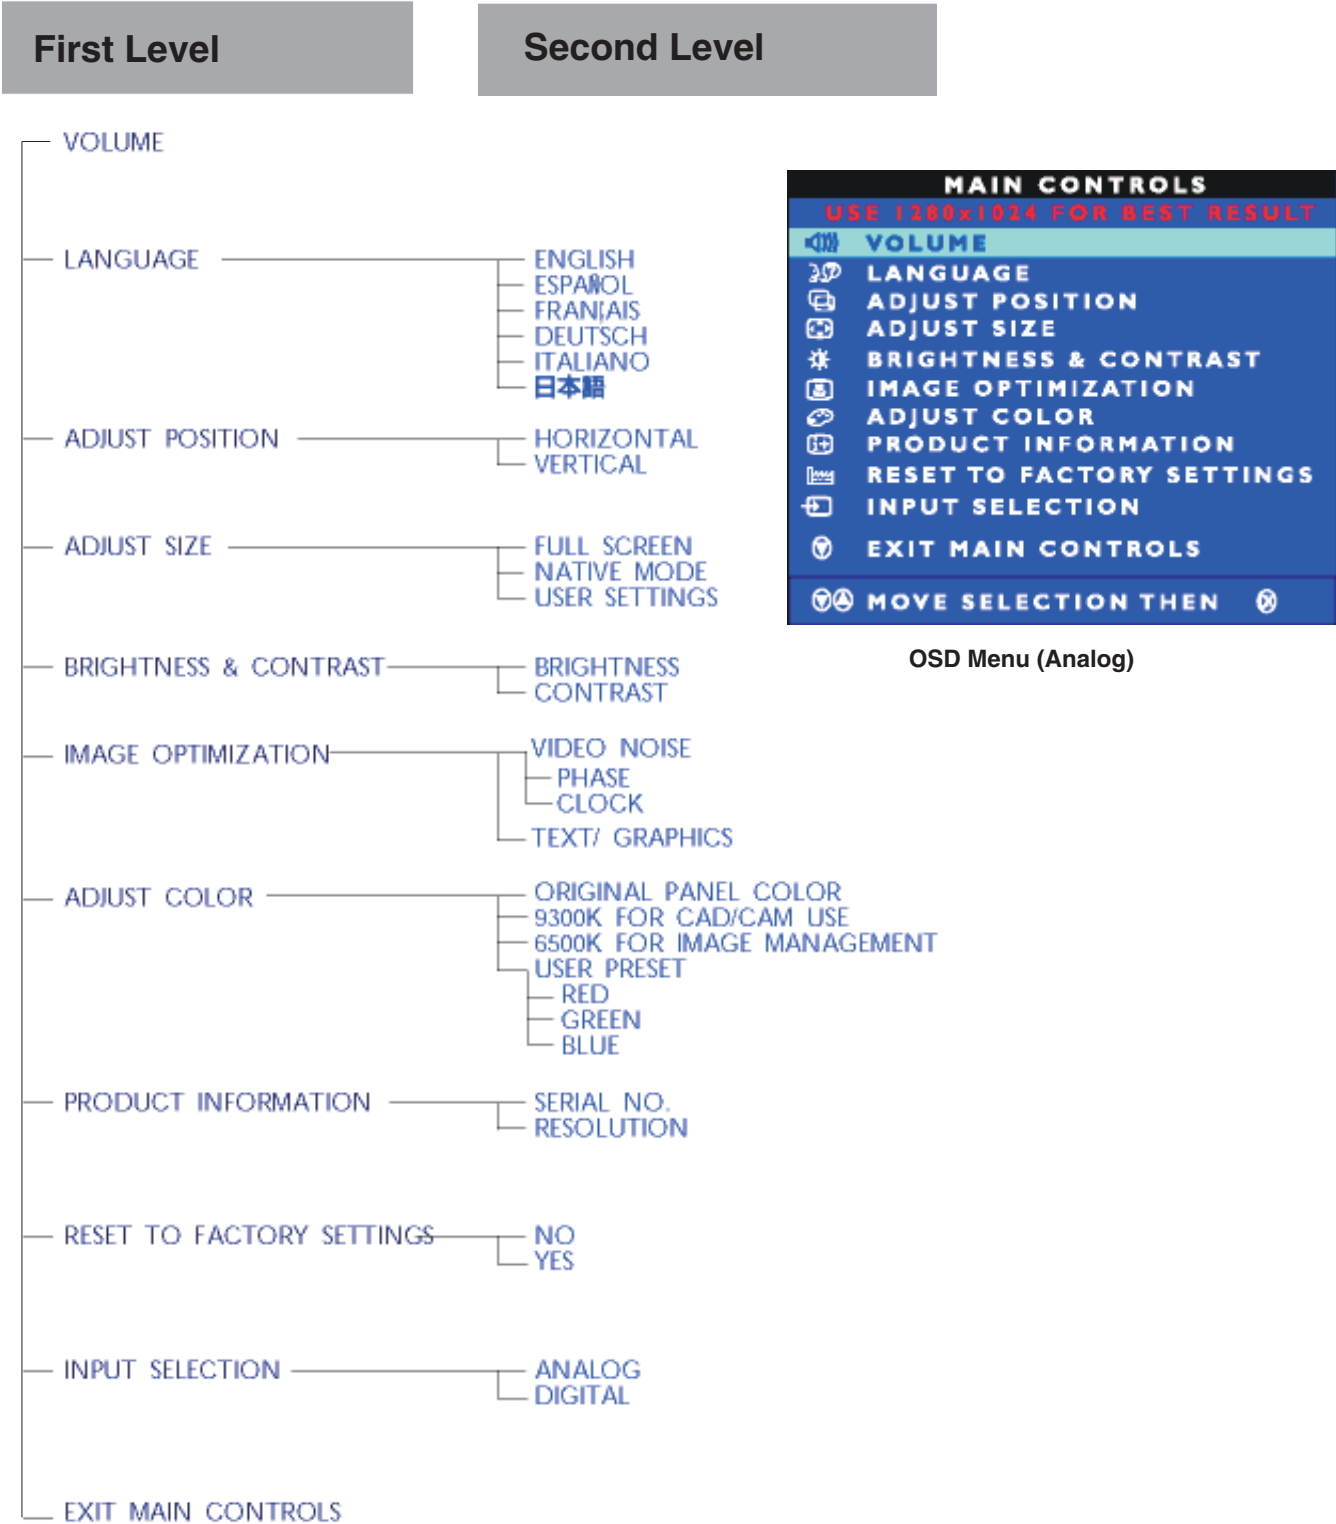 First Level
Second Level
VOLUME
LANGUAGE
ENGLISH
ESPAÑOL
FRAN¦AIS
DEUTSCH
ITALIANO
日本語
ADJUST POSITION
HORIZONTAL
VERTICAL
ADJUST SIZE
FULL SCREEN
NATIVE MODE
USER SETTINGS
BRIGHTNESS & CONTRAST
BRIGHTNESS
CONTRAST
IMAGE OPTIMIZATION
VIDEO NOISE
PHASE
CLOCK
TEXT/ GRAPHICS
ADJUST COLOR
ORIGINAL PANEL COLOR
9300K FOR CAD/CAM USE
6500K FOR IMAGE MANAGEMENT
USER PRESET
RED
GREEN
BLUE
PRODUCT INFORMATION
SERIAL NO.
RESOLUTION
RESET TO FACTORY SETTINGS
NO
YES
INPUT SELECTION
ANALOG
DIGITAL
EXIT MAIN CONTROLS
MAIN CONTROLS
USE 1280x1024 FOR BEST RESULT
VOLUME
LANGUAGE
ADJUST POSITION
ADJUST SIZE
BRIGHTNESS & CONTRAST
IMAGE OPTIMIZATION
ADJUST COLOR
PRODUCT INFORMATION
RESET TO FACTORY SETTINGS
INPUT SELECTION
EXIT MAIN CONTROLS
MOVE SELECTION THEN
OSD Menu (Analog)